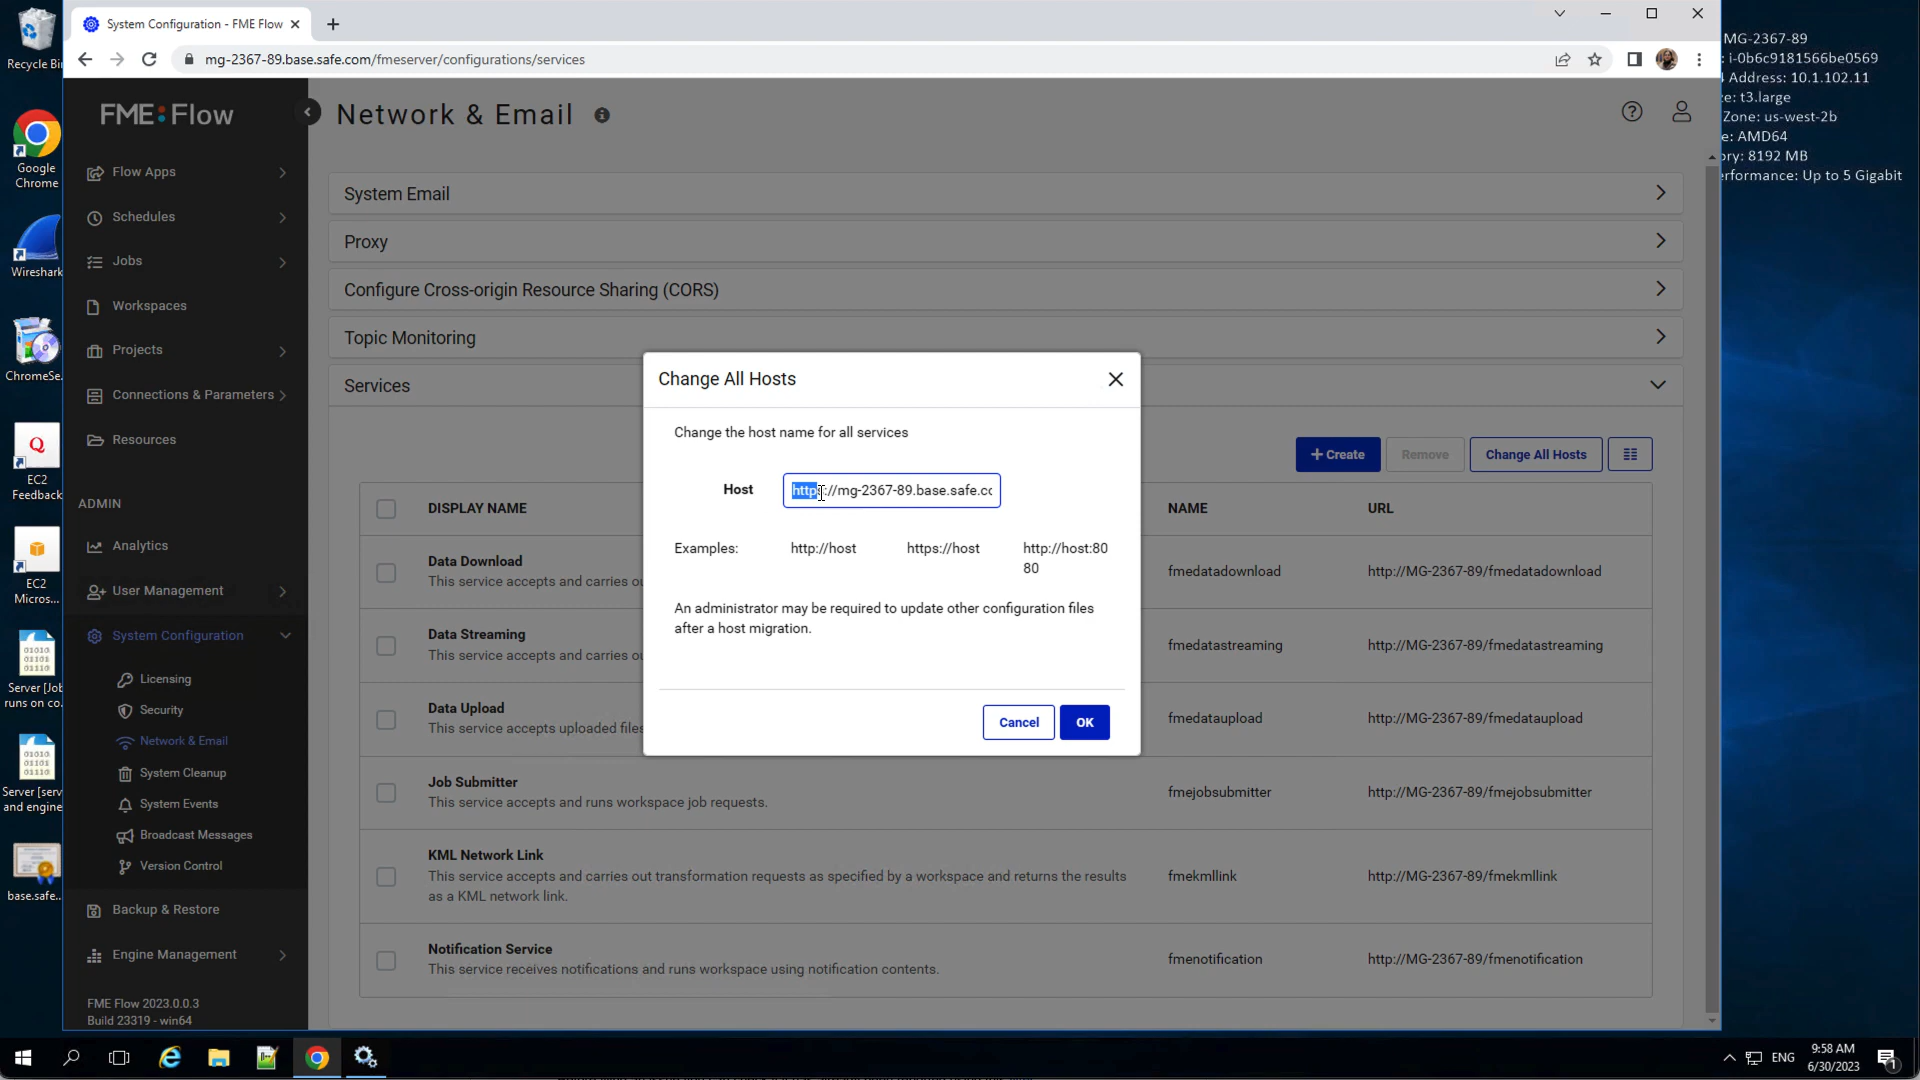 System Configuration - FME Flow
mg-2367-89.base.safe.com/fmeserver/configurations/services
Recycle Bi
Google
Chrome
Wireshark
ChromeSe...
EC2
Feedback
EC2
Micros...
Server [Job
runs on co...
Server [serv
and engine
base.safe...
FME:Flow
Flow Apps
Schedules
Jobs
Workspaces
Projects
Connections & Parameters
Resources
ADMIN
Analytics
User Management
System Configuration
Licensing
Security
Network & Email
System Cleanup
System Events
Broadcast Messages
Version Control
Backup & Restore
Engine Management
FME Flow 2023.0.0.3
Build 23319 - win64
Network & Email
System Email
Proxy
Configure Cross-origin Resource Sharing (CORS)
Topic Monitoring
Services
+ Create
Remove
Change All Hosts
DISPLAY NAME
NAME
URL
Data Download
This service accepts and carries ou
fmedatadownload
http://MG-2367-89/fmedatadownload
Data Streaming
This service accepts and carries ou
fmedatastreaming
http://MG-2367-89/fmedatastreaming
Data Upload
This service accepts uploaded files
fmedataupload
http://MG-2367-89/fmedataupload
Job Submitter
This service accepts and runs workspace job requests.
fmejobsubmitter
http://MG-2367-89/fmejobsubmitter
KML Network Link
This service accepts and carries out transformation requests as specified by a workspace and returns the results
as a KML network link.
fmekmllink
http://MG-2367-89/fmekmllink
Notification Service
This service receives notifications and runs workspace using notification contents.
fmenotification
http://MG-2367-89/fmenotification
Change All Hosts
Change the host name for all services
Host
https://mg-2367-89.base.safe.cc
Examples:
http://host
https://host
http://host:80
80
An administrator may be required to update other configuration files
after a host migration.
Cancel
OK
MG-2367-89
: i-0b6c9181566be0569
4 Address: 10.1.102.11
ze: t3.large
Zone: us-west-2b
e: AMD64
ory: 8192 MB
erformance: Up to 5 Gigabit
ENG
9:58 AM
6/30/2023
1